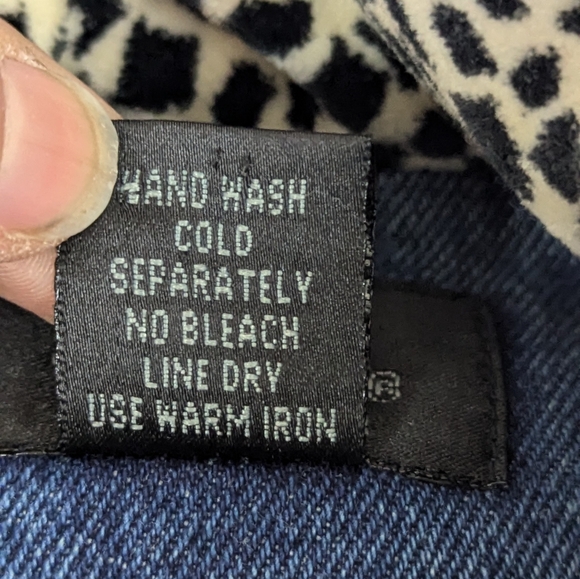 HAND WASH
COLD
SEPARATELY
NO BLEACH
LINE DRY
USE WARM IRON
®